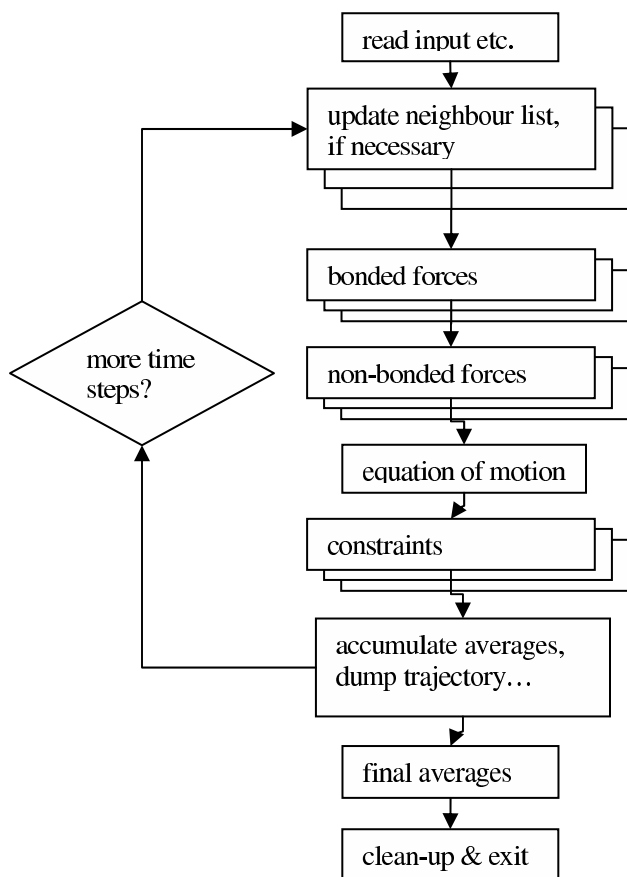 read input etc.
update neighbour list,
if necessary
bonded forces
more time
steps?
non-bonded forces
equation of motion
constraints
accumulate averages,
dump trajectory…
final averages
clean-up & exit